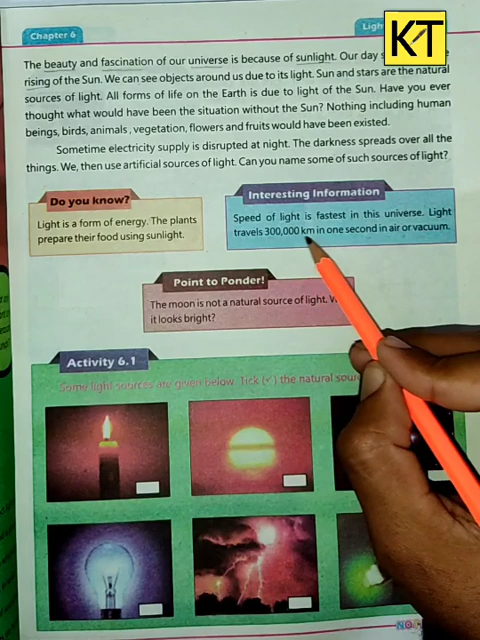 Chapter 6
Ligh
KT
The beauty and fascination of our universe is because of sunlight. Our day
rising of the Sun. We can see objects around us due to its light. Sun and stars are the natural
sources of light. All forms of life on the Earth is due to light of the Sun. Have you ever
thought what would have been the situation without the Sun? Nothing including human
beings, birds, animals, vegetation, flowers and fruits would have been existed.
Sometime electricity supply is disrupted at night. The darkness spreads over all the
things. We, then use artificial sources of light. Can you name some of such sources of light?
Do you know?
Light is a form of energy. The plants
prepare their food using sunlight.
Interesting Information
Speed of light is fastest in this universe. Light
travels 300,000 km in one second in air or vacuum.
Point to Ponder!
The moon is not a natural source of light.
it looks bright?
Activity 6.1
Some light sources are given below. Tick (✓) the natural sour